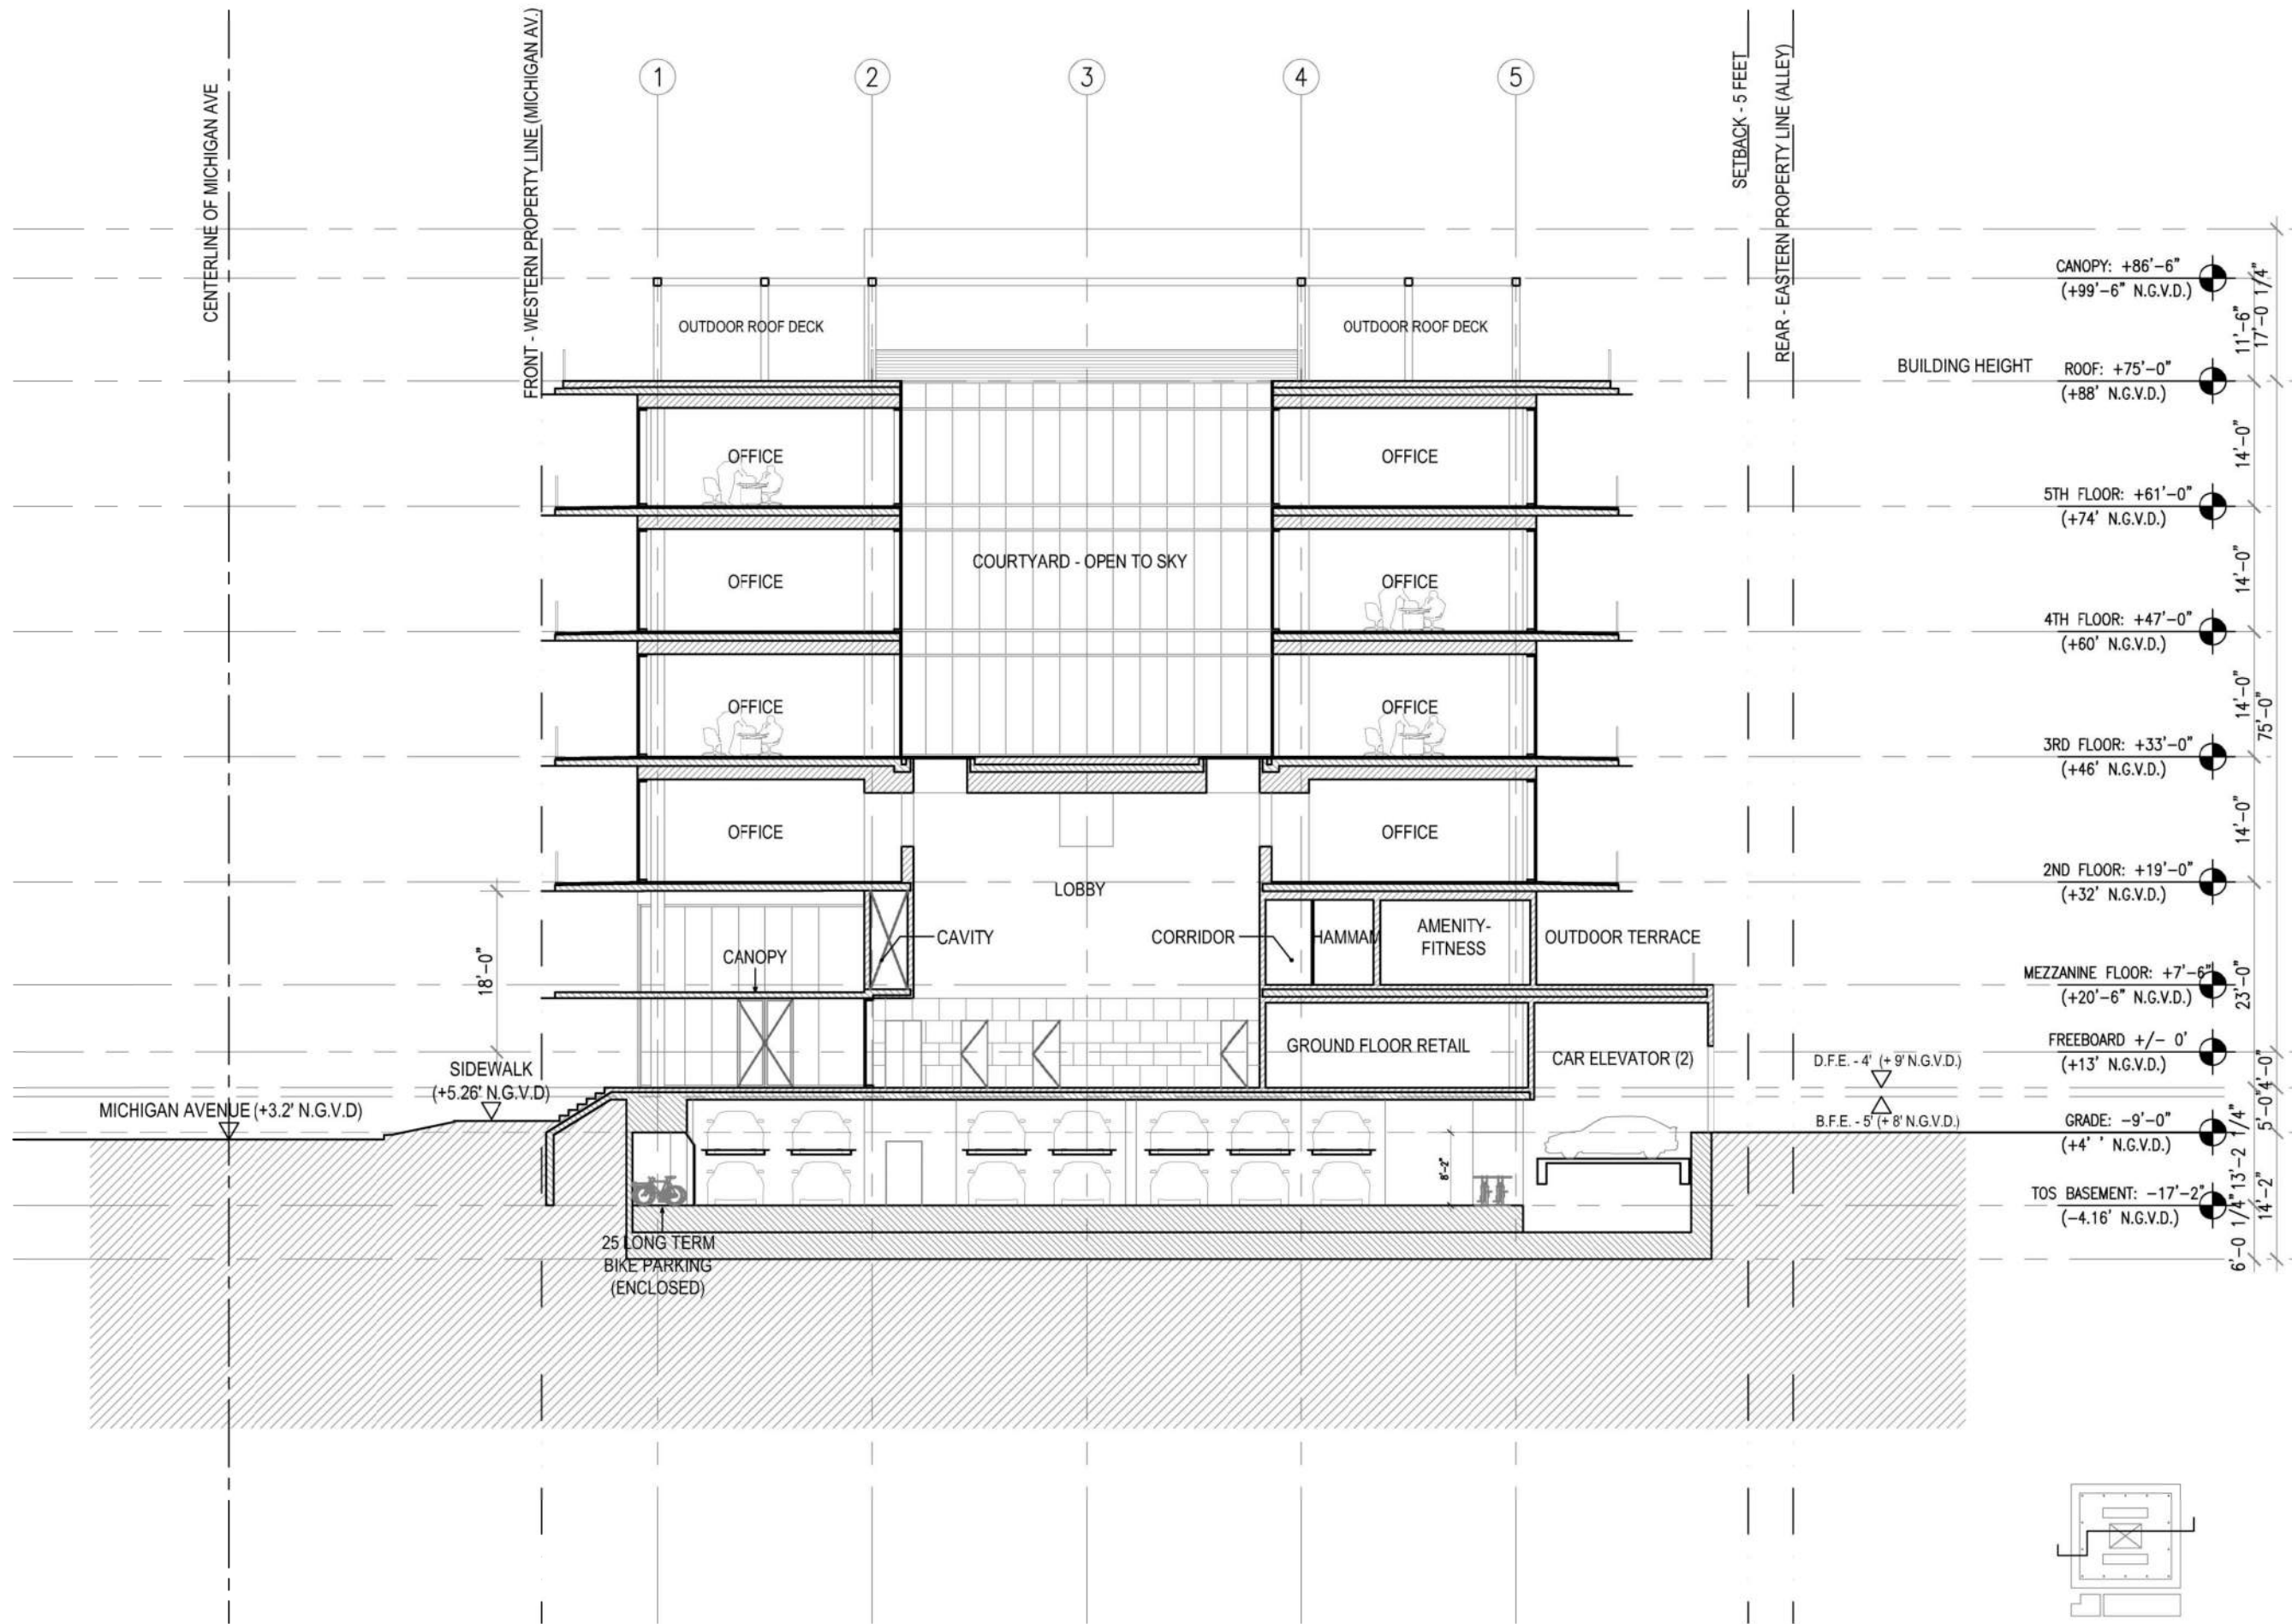 CENTERLINE OF MICHIGAN AVE
FRONT - WESTERN PROPERTY LINE (MICHIGAN AV.)
1
2
3
4
5
SETBACK - 5 FEET
REAR - EASTERN PROPERTY LINE (ALLEY)
CANOPY: +86'-6"
(+99'-6" N.G.V.D.)
11'-6"
17'-0 1/4"
OUTDOOR ROOF DECK
OUTDOOR ROOF DECK
BUILDING HEIGHT
ROOF: +75'-0"
(+88' N.G.V.D.)
14'-0"
OFFICE
OFFICE
5TH FLOOR: +61'-0"
(+74' N.G.V.D.)
14'-0"
COURTYARD - OPEN TO SKY
OFFICE
OFFICE
4TH FLOOR: +47'-0"
(+60' N.G.V.D.)
14'-0"
75'-0"
OFFICE
OFFICE
3RD FLOOR: +33'-0"
(+46' N.G.V.D.)
14'-0"
OFFICE
OFFICE
2ND FLOOR: +19'-0"
(+32' N.G.V.D.)
LOBBY
18'-0"
CANOPY
CAVITY
CORRIDOR
HAMMAM
AMENITY-
FITNESS
OUTDOOR TERRACE
MEZZANINE FLOOR: +7'-6"
(+20'-6" N.G.V.D.)
23'-0"
GROUND FLOOR RETAIL
CAR ELEVATOR (2)
FREEBOARD +/- 0'
(+13' N.G.V.D.)
D.F.E. - 4' (+ 9' N.G.V.D.)
4'-0"
SIDEWALK
(+5.26' N.G.V.D)
MICHIGAN AVENUE (+3.2' N.G.V.D)
B.F.E. - 5' (+ 8' N.G.V.D.)
5'-0"
GRADE: -9'-0"
(+4' ' N.G.V.D.)
13'-2 1/4"
14'-2"
8'-2"
TOS BASEMENT: -17'-2"
(-4.16' N.G.V.D.)
6'-0 1/4"
25 LONG TERM
BIKE PARKING
(ENCLOSED)